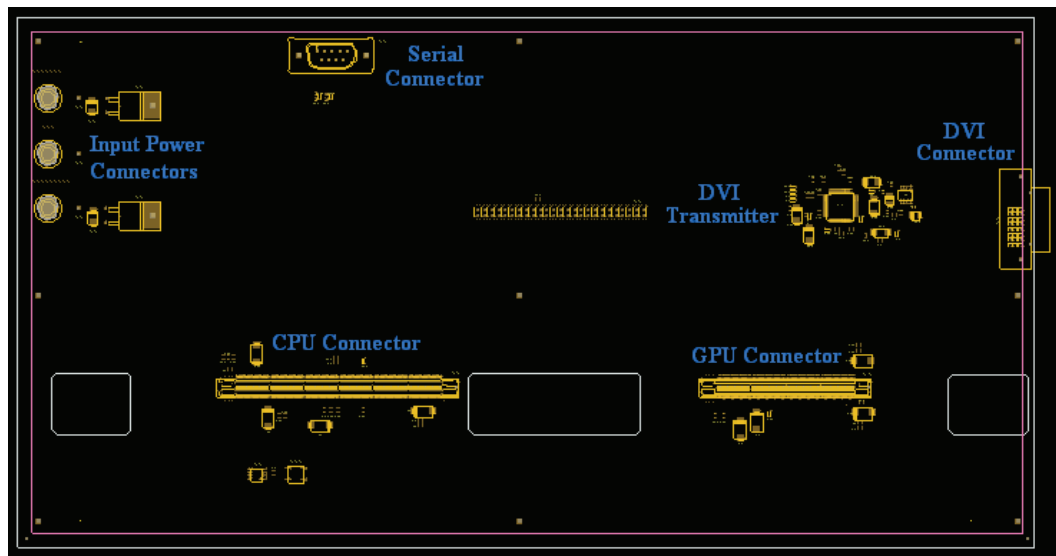 Serial
Connector
Input Power
Connectors
DVI
Connector
DVI
Transmitter
CPU Connector
GPU Connector